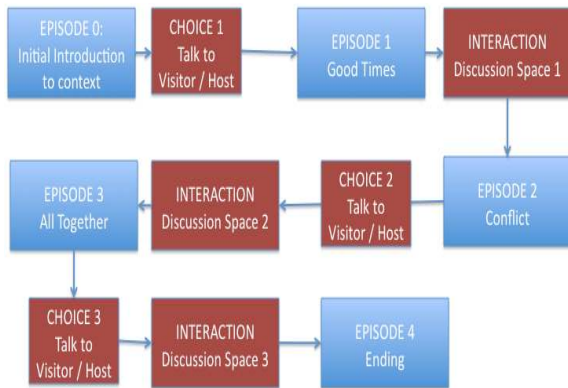 EPISODE 0:
Initial Introduction
to context
CHOICE 1
Talk to
Visitor / Host
EPISODE 1
Good Times
INTERACTION
Discussion Space 1
EPISODE 2
Conflict
CHOICE 2
Talk to
Visitor / Host
INTERACTION
Discussion Space 2
EPISODE 3
All Together
CHOICE 3
Talk to
Visitor / Host
INTERACTION
Discussion Space 3
EPISODE 4
Ending